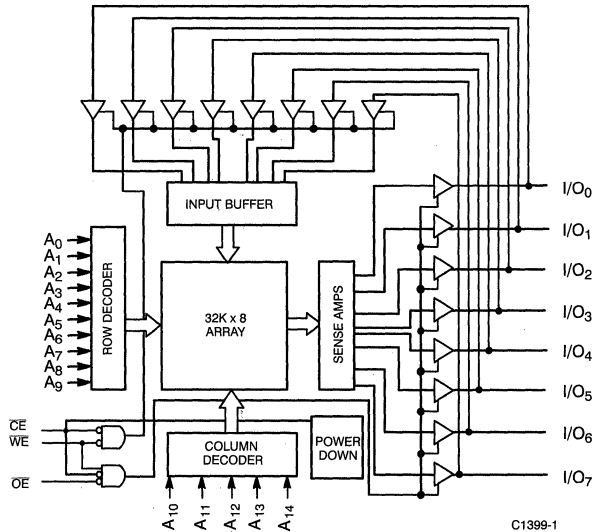 INPUT BUFFER
I/O0
I/O1
I/O2
I/O3
I/O4
I/O5
I/O6
I/O7
A0
A1
A2
A3
A4
A5
A6
A7
A8
A9
ROW DECODER
32K x 8
ARRAY
SENSE AMPS
CE
WE
OE
COLUMN
DECODER
POWER
DOWN
A10
A11
A12
A13
A14
C1399-1